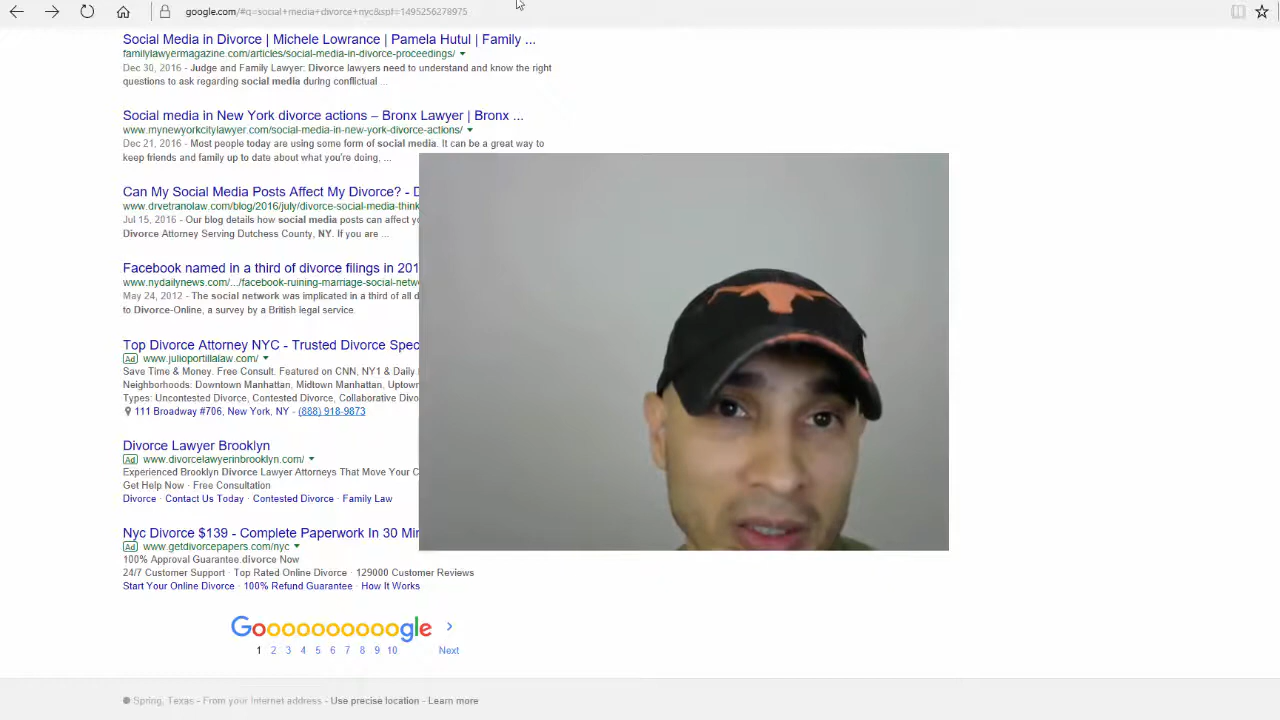 google.com/#q=social+media+divorce+nyc&spf=1495256278975
Social Media in Divorce | Michele Lowrance | Pamela Hutul | Family ...
familylawyermagazine.com/articles/social-media-in-divorce-proceedings/
Dec 30, 2016 - Judge and Family Lawyer: Divorce lawyers need to understand and know the right
questions to ask regarding social media during conflictual ...
Social media in New York divorce actions – Bronx Lawyer | Bronx ...
www.mynewyorkcitylawyer.com/social-media-in-new-york-divorce-actions/
Dec 21, 2016 - Most people today are using some form of social media. It can be a great way to
keep friends and family up to date about what you're doing, ...
Can My Social Media Posts Affect My Divorce? - D
www.drvetranolaw.com/blog/2016/july/divorce-social-media-think
Jul 15, 2016 - Our blog details how social media posts can affect yo
Divorce Attorney Serving Dutchess County, NY. If you are ...
Facebook named in a third of divorce filings in 201
www.nydailynews.com/.../facebook-ruining-marriage-social-netw
May 24, 2012 - The social network was implicated in a third of all d
to Divorce-Online, a survey by a British legal service.
Top Divorce Attorney NYC - Trusted Divorce Spec
Ad www.julioportillalaw.com/
Save Time & Money. Free Consult. Featured on CNN, NY1 & Daily
Neighborhoods: Downtown Manhattan, Midtown Manhattan, Uptown
Types: Uncontested Divorce, Contested Divorce, Collaborative Divo
111 Broadway #706, New York, NY - (888) 918-9873
Divorce Lawyer Brooklyn
Ad www.divorcelawyerinbrooklyn.com/
Experienced Brooklyn Divorce Lawyer Attorneys That Move Your C
Get Help Now · Free Consultation
Divorce · Contact Us Today · Contested Divorce · Family Law
Nyc Divorce $139 - Complete Paperwork In 30 Min
Ad www.getdivorcepapers.com/nyc
100% Approval Guarantee.divorce Now
24/7 Customer Support · Top Rated Online Divorce · 129000 Customer Reviews
Start Your Online Divorce · 100% Refund Guarantee · How It Works
Goooooooooogle
1 2 3 4 5 6 7 8 9 10 Next
Spring, Texas - From your Internet address - Use precise location - Learn more